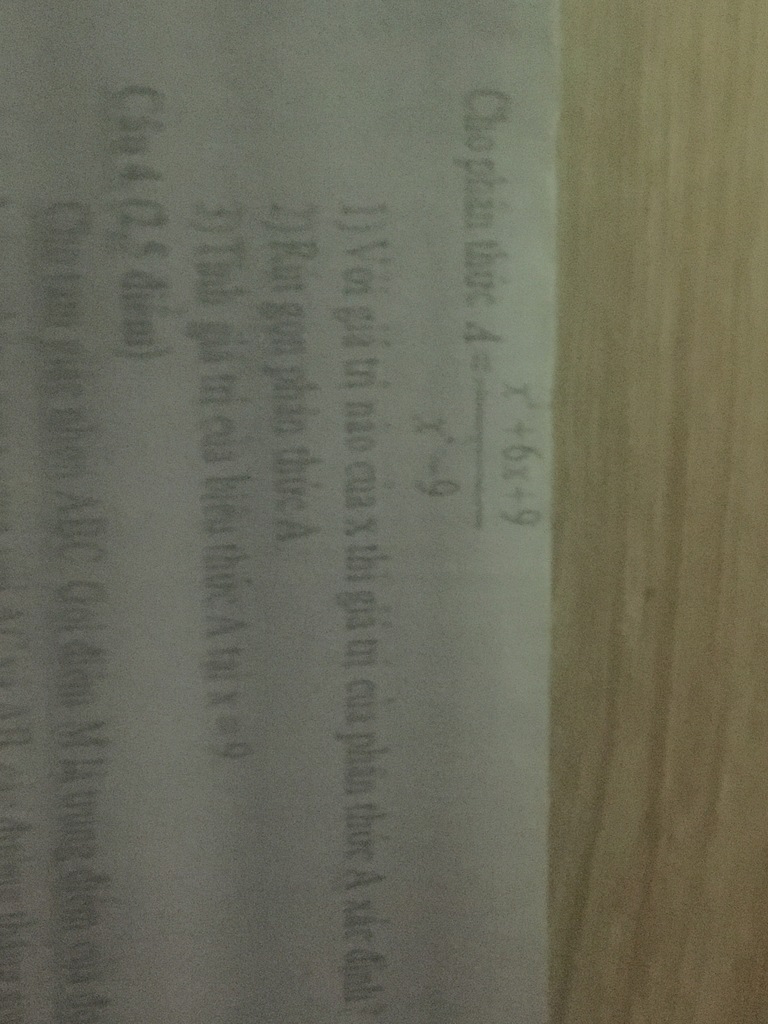 Cho phân thức A = (x²+6x+9)/(x²−9)
1) Với giá trị nào của x thì giá trị của phân thức A xác định?
2) Rút gọn phân thức A
3) Tính giá trị của biểu thức A tại x = 9
Câu 4 (2,5 điểm)
Cho tam giác nhọn ABC. Gọi điểm M là trung điểm của